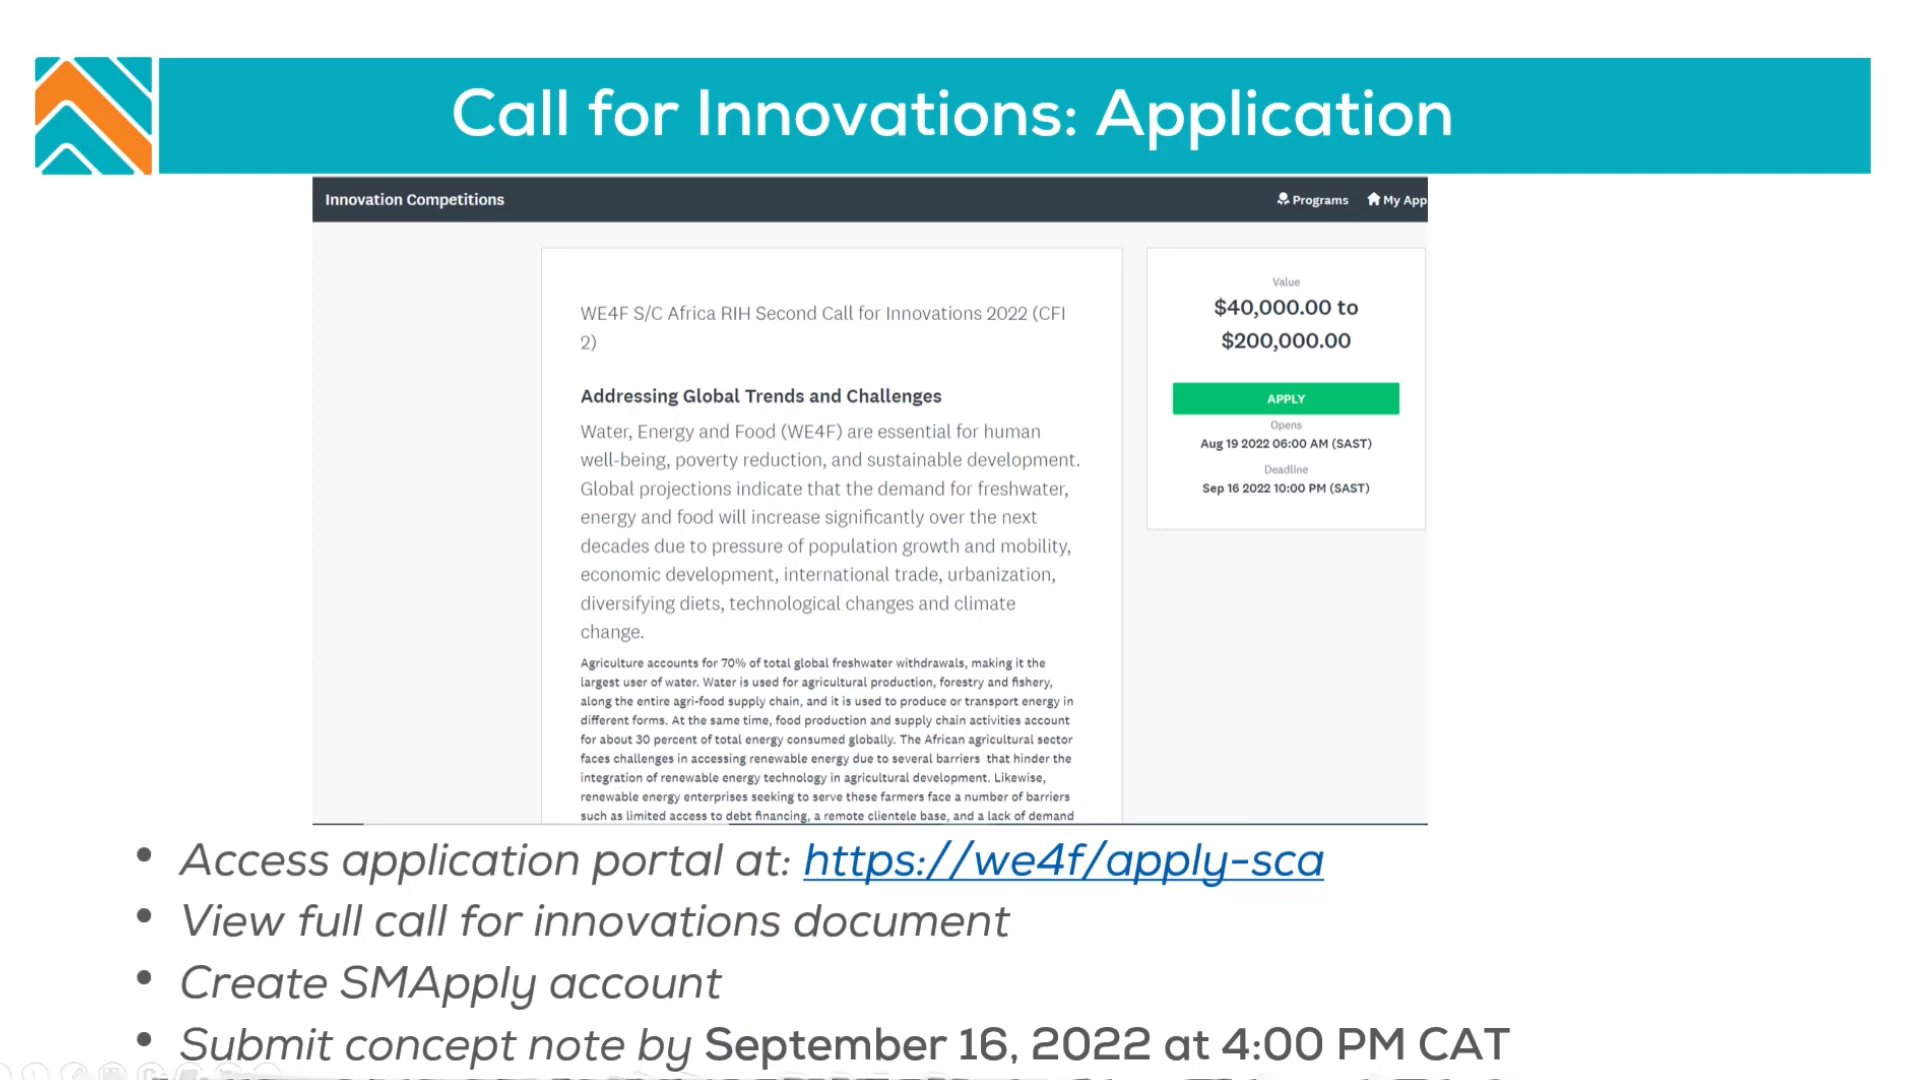 Call for Innovations: Application
Innovation Competitions
Programs
My App
WE4F S/C Africa RIH Second Call for Innovations 2022 (CFI
2)
Addressing Global Trends and Challenges
Water, Energy and Food (WE4F) are essential for human
well-being, poverty reduction, and sustainable development.
Global projections indicate that the demand for freshwater,
energy and food will increase significantly over the next
decades due to pressure of population growth and mobility,
economic development, international trade, urbanization,
diversifying diets, technological changes and climate
change.
Agriculture accounts for 70% of total global freshwater withdrawals, making it the
largest user of water. Water is used for agricultural production, forestry and fishery,
along the entire agri-food supply chain, and it is used to produce or transport energy in
different forms. At the same time, food production and supply chain activities account
for about 30 percent of total energy consumed globally. The African agricultural sector
faces challenges in accessing renewable energy due to several barriers that hinder the
integration of renewable energy technology in agricultural development. Likewise,
renewable energy enterprises seeking to serve these farmers face a number of barriers
such as limited access to debt financing, a remote clientele base, and a lack of demand
Value
$40,000.00 to
$200,000.00
APPLY
Opens
Aug 19 2022 06:00 AM (SAST)
Deadline
Sep 16 2022 10:00 PM (SAST)
• Access application portal at: https://we4f/apply-sca
• View full call for innovations document
• Create SMApply account
• Submit concept note by September 16, 2022 at 4:00 PM CAT